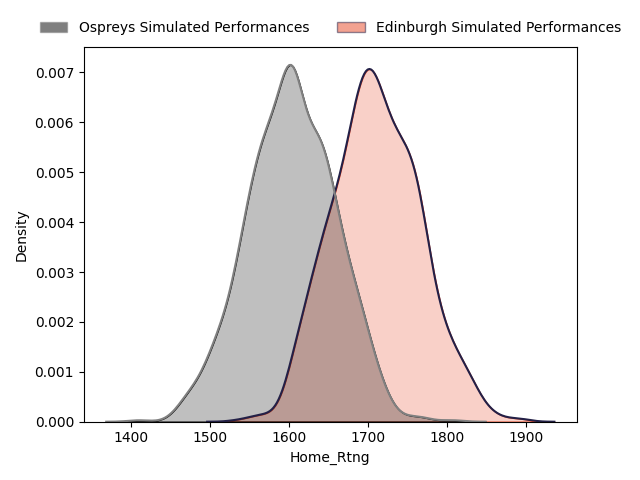 Ospreys Simulated Performances
Edinburgh Simulated Performances
0.007
0.006
0.005
0.004
0.003
0.002
0.001
0.000
Density
1400 1500 1600 1700 1800 1900
Home_Rtng